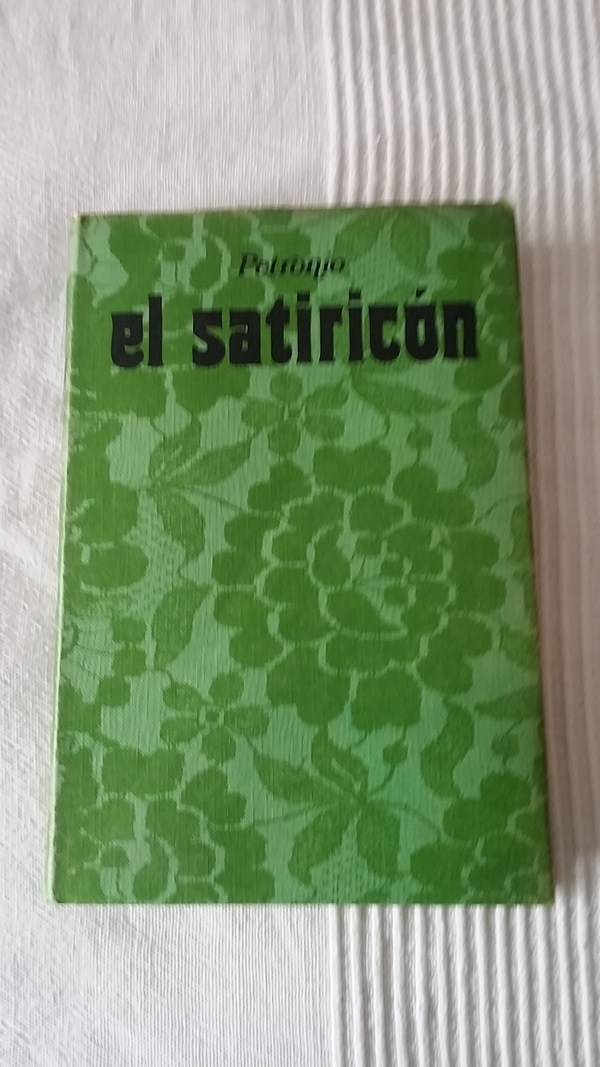 Petronio
el satiricón